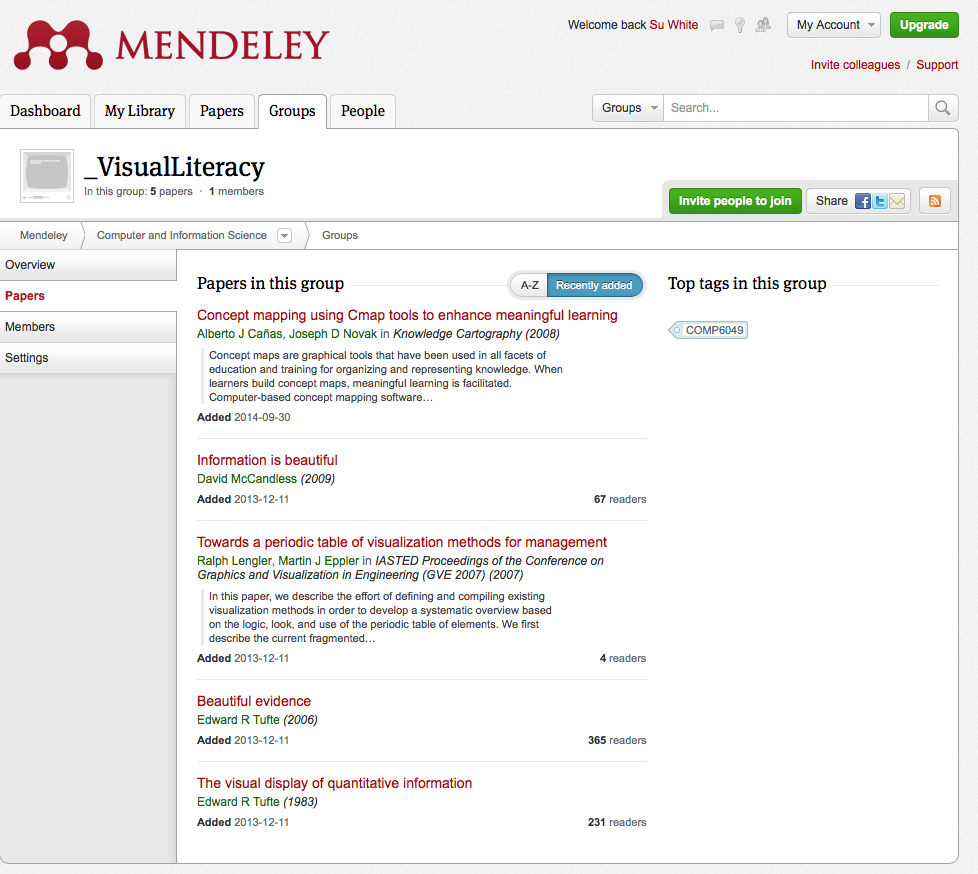 MENDELEY
Welcome back Su White
My Account
Upgrade
Invite colleagues / Support
Dashboard
My Library
Papers
Groups
People
Groups
Search...
_VisualLiteracy
In this group: 5 papers · 1 members
Invite people to join
Share
Mendeley
Computer and Information Science
Groups
Overview
Papers
Members
Settings
Papers in this group
A-Z
Recently added
Concept mapping using Cmap tools to enhance meaningful learning
Alberto J Cañas, Joseph D Novak in Knowledge Cartography (2008)
Concept maps are graphical tools that have been used in all facets of
education and training for organizing and representing knowledge. When
learners build concept maps, meaningful learning is facilitated.
Computer-based concept mapping software…
Added 2014-09-30
Information is beautiful
David McCandless (2009)
Added 2013-12-11
67 readers
Towards a periodic table of visualization methods for management
Ralph Lengler, Martin J Eppler in IASTED Proceedings of the Conference on
Graphics and Visualization in Engineering (GVE 2007) (2007)
In this paper, we describe the effort of defining and compiling existing
visualization methods in order to develop a systematic overview based
on the logic, look, and use of the periodic table of elements. We first
describe the current fragmented…
Added 2013-12-11
4 readers
Beautiful evidence
Edward R Tufte (2006)
Added 2013-12-11
365 readers
The visual display of quantitative information
Edward R Tufte (1983)
Added 2013-12-11
231 readers
Top tags in this group
COMP6049